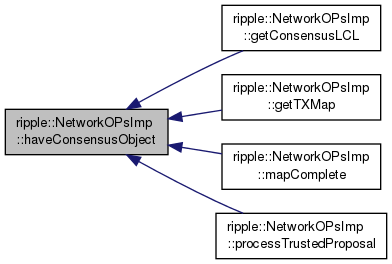 ripple::NetworkOPsImp
::getConsensusLCL
ripple::NetworkOPsImp
::getTXMap
ripple::NetworkOPsImp
::haveConsensusObject
ripple::NetworkOPsImp
::mapComplete
ripple::NetworkOPsImp
::processTrustedProposal